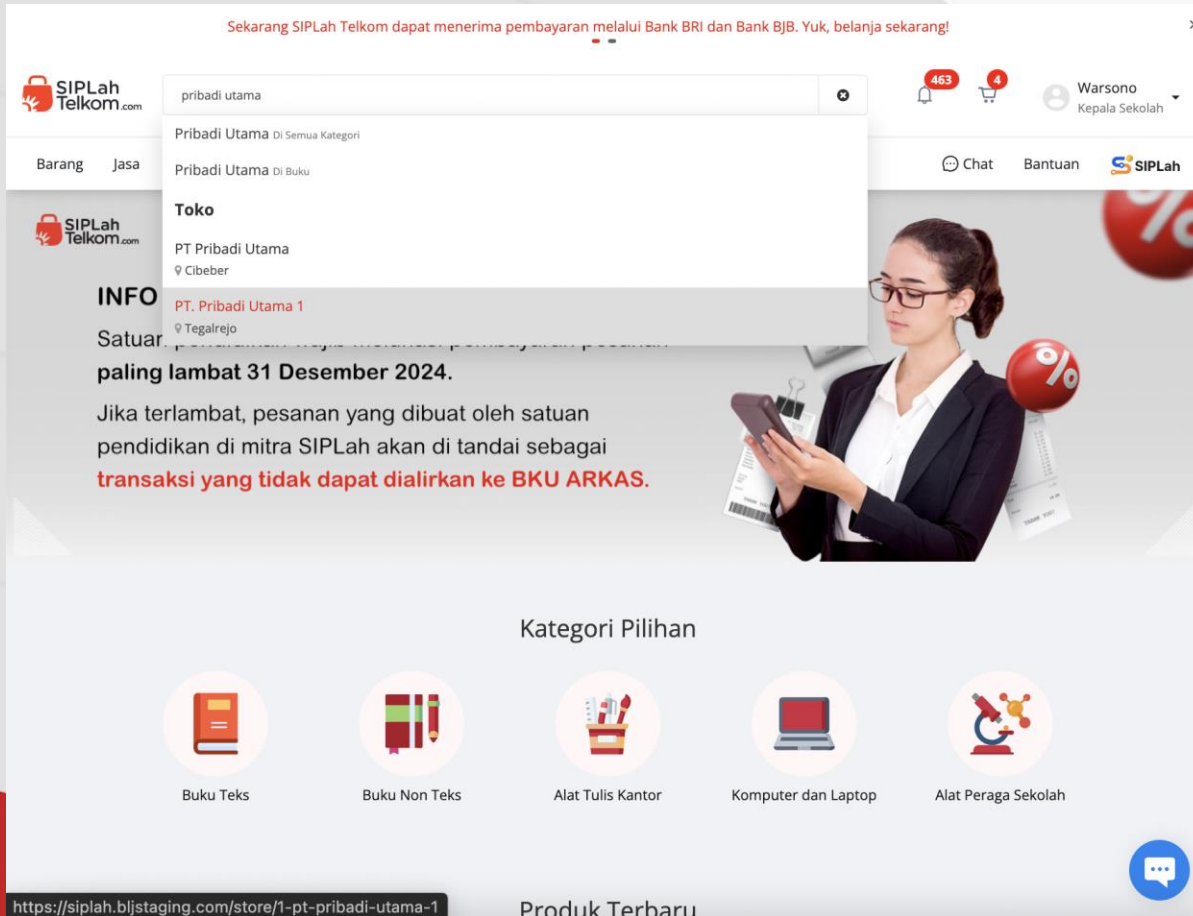 Sekarang SIPLah Telkom dapat menerima pembayaran melalui Bank BRI dan Bank BJB. Yuk, belanja sekarang!
SIPLah
Telkom.com
pribadi utama
463
4
Warsono
Kepala Sekolah
Pribadi Utama Di Semua Kategori
Pribadi Utama Di Buku
Barang Jasa
Chat Bantuan SIPLah
Toko
PT Pribadi Utama
Cibeber
PT. Pribadi Utama 1
Tegalrejo
SIPLah
Telkom.com
INFO
Satuan
paling lambat 31 Desember 2024.
Jika terlambat, pesanan yang dibuat oleh satuan
pendidikan di mitra SIPLah akan di tandai sebagai
transaksi yang tidak dapat dialirkan ke BKU ARKAS.
%
%
Kategori Pilihan
Buku Teks Buku Non Teks Alat Tulis Kantor Komputer dan Laptop Alat Peraga Sekolah
https://siplah.bljstaging.com/store/1-pt-pribadi-utama-1
Produk Terbaru